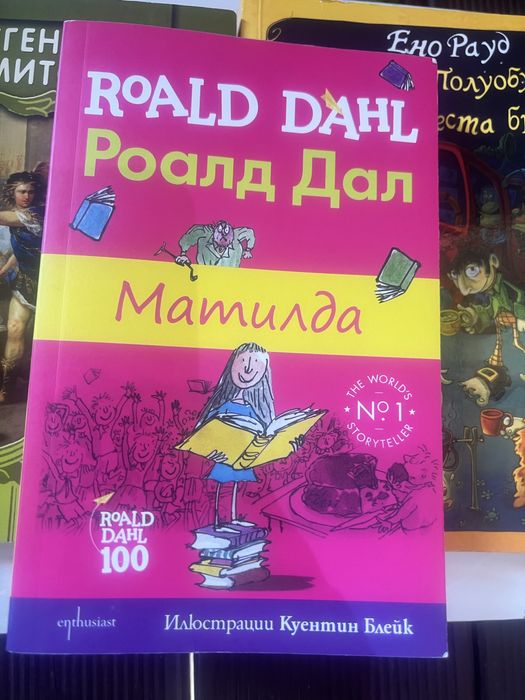 ROALD DAHL
Роалд Дал
Матилда
THE WORLD'S
Nº1
STORYTELLER
ROALD
DAHL
100
enthusiast
Илюстрации Куентин Блейк
Ено Рауд